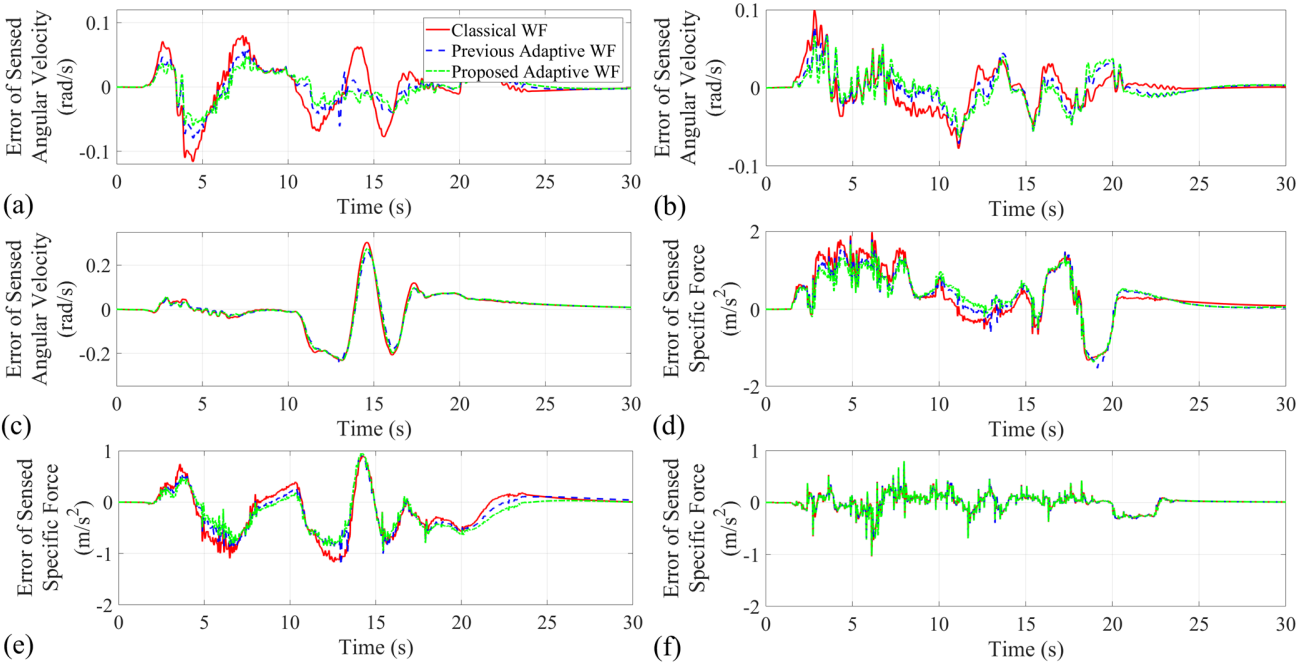 Error of Sensed
Angular Velocity
(rad/s)
0.1
0
-0.1
Classical WF
Previous Adaptive WF
Proposed Adaptive WF
0 5 10 15 20 25 30
Time (s)
(a)
Error of Sensed
Angular Velocity
(rad/s)
0.1
0
-0.1
0 5 10 15 20 25 30
Time (s)
(b)
Error of Sensed
Angular Velocity
(rad/s)
0.2
0
-0.2
0 5 10 15 20 25 30
Time (s)
(c)
Error of Sensed
Specific Force
(m/s²)
2
0
-2
0 5 10 15 20 25 30
Time (s)
(d)
Error of Sensed
Specific Force
(m/s²)
1
0
-1
-2
0 5 10 15 20 25 30
Time (s)
(e)
Error of Sensed
Specific Force
(m/s²)
1
0
-1
-2
0 5 10 15 20 25 30
Time (s)
(f)